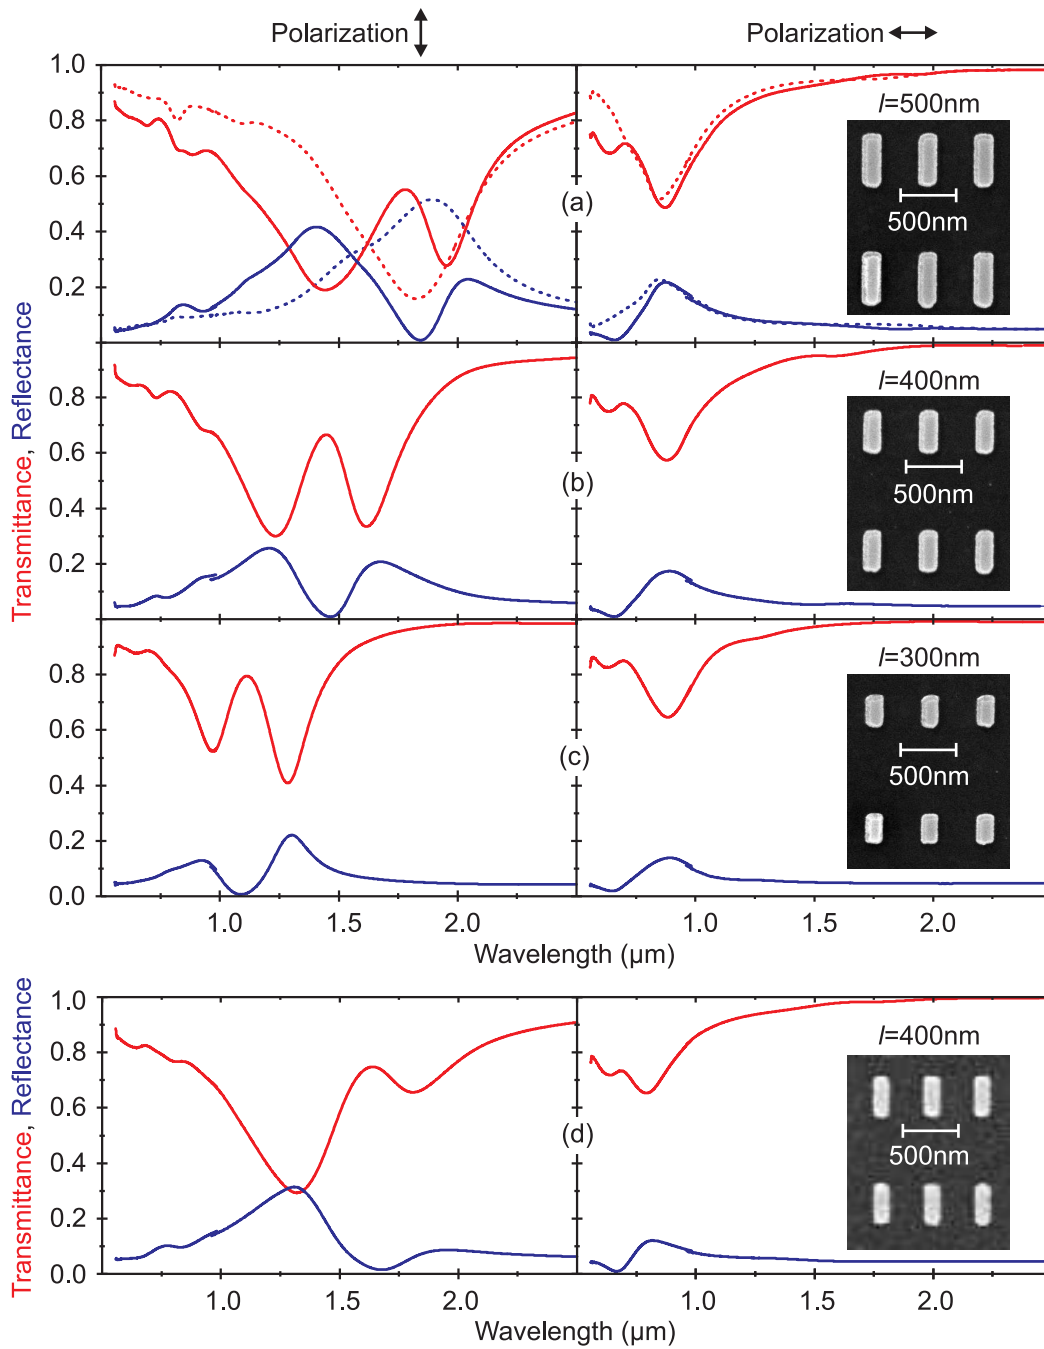 Polarization
Polarization
1.0
0.8
0.6
0.4
0.2
(a)
l=500nm
500nm
0.8
0.6
0.4
0.2
(b)
l=400nm
500nm
Transmittance, Reflectance
0.8
0.6
0.4
0.2
0.0
(c)
l=300nm
500nm
1.0
1.5
2.0
1.0
1.5
2.0
Wavelength (µm)
1.0
0.8
0.6
0.4
0.2
0.0
Transmittance, Reflectance
(d)
l=400nm
500nm
1.0
1.5
2.0
1.0
1.5
2.0
Wavelength (µm)